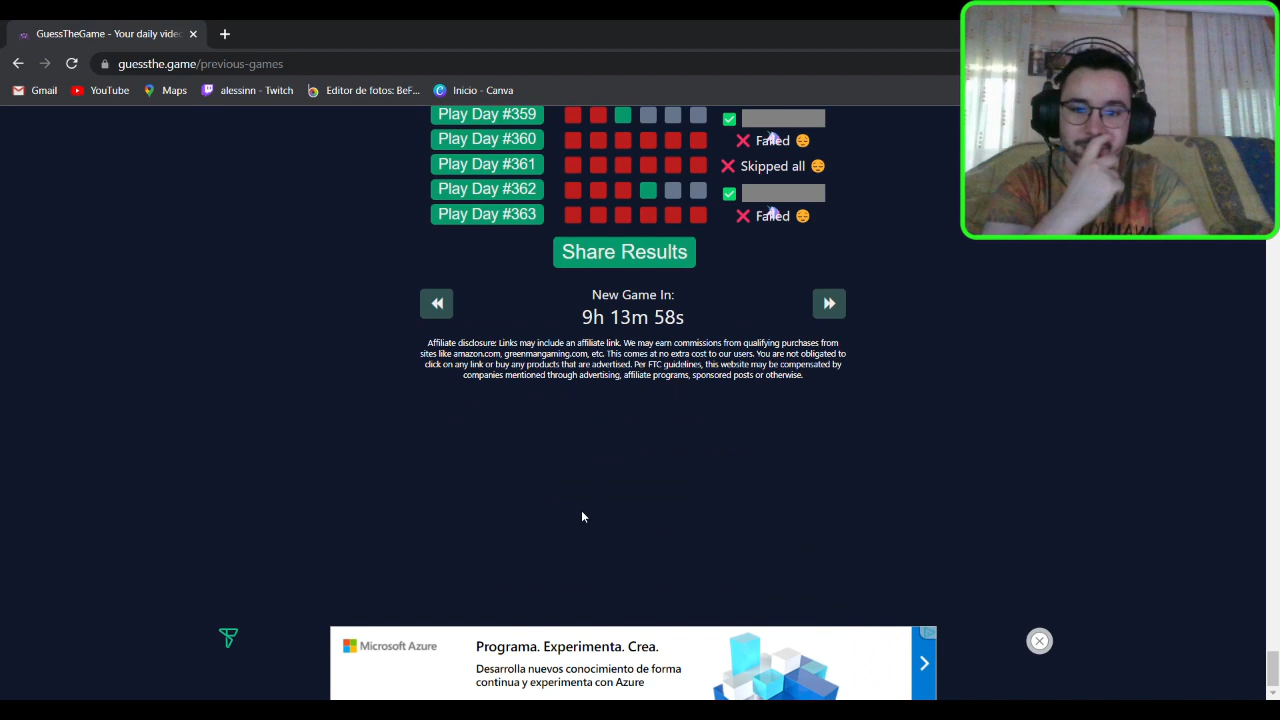 GuessTheGame - Your daily vide
guessthe.game/previous-games
Gmail YouTube Maps alessinn - Twitch Editor de fotos: BeF... Inicio - Canva
Play Day #359
Play Day #360 Failed
Play Day #361 Skipped all
Play Day #362
Play Day #363 Failed
Share Results
New Game In:
9h 13m 58s
Affiliate disclosure: Links may include an affiliate link. We may earn commissions from qualifying purchases from
sites like amazon.com, greenmangaming.com, etc. This comes at no extra cost to our users. You are not obligated to
click on any link or buy any products that are advertised. Per FTC guidelines, this website may be compensated by
companies mentioned through advertising, affiliate programs, sponsored posts or otherwise.
Microsoft Azure
Programa. Experimenta. Crea.
Desarrolla nuevos conocimiento de forma
continua y experimenta con Azure